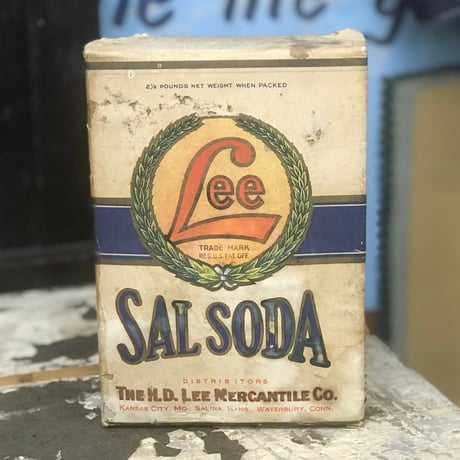 2½ POUNDS NET WEIGHT WHEN PACKED
Lee
TRADE MARK
REG. U.S. PAT. OFF.
SAL SODA
DISTRIBUTORS
THE H.D. LEE MERCANTILE CO.
KANSAS CITY, MO., SALINA, KANS., WATERBURY, CONN.